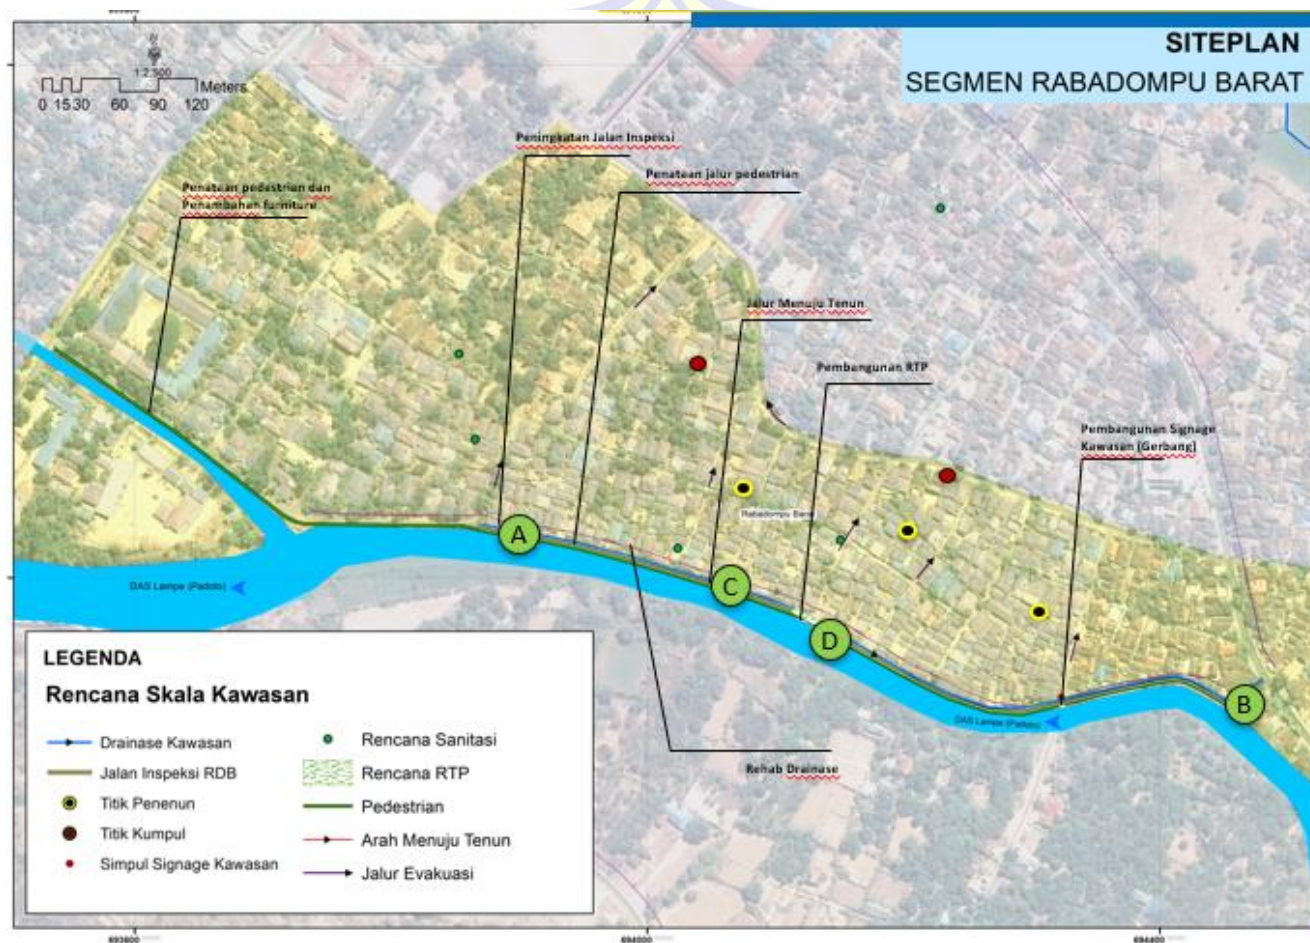 SITEPLAN
SEGMEN RABADOMPU BARAT
1:2.500
Meters
0 15 30 60 90 120
Peningkatan Jalan Inspeksi
Penataan jalur pedestrian
Penataan pedestrian dan
Penambahan furniture
Jalur Menuju Tenun
Pembangunan RTP
Pembangunan Signage
Kawasan (Gerbang)
Rabadompu Barat
A
C
D
B
DAS Lampe (Padolo)
DAS Lampe (Padolo)
Rehab Drainase
LEGENDA
Rencana Skala Kawasan
Drainase Kawasan
Jalan Inspeksi RDB
Titik Penenun
Titik Kumpul
Simpul Signage Kawasan
Rencana Sanitasi
Rencana RTP
Pedestrian
Arah Menuju Tenun
Jalur Evakuasi